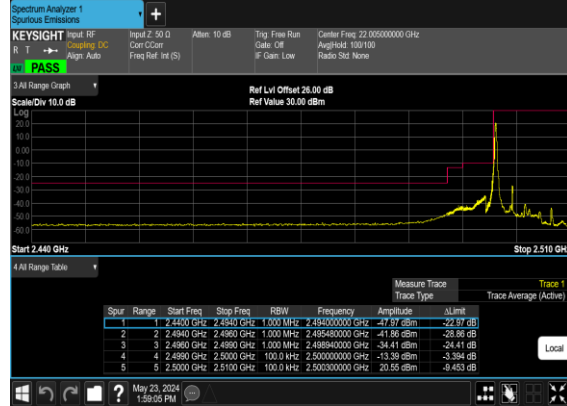 Spectrum Analyzer 1
Spurious Emissions
KEYSIGHT Input: RF Input Z: 50 Ω Atten: 10 dB Trig: Free Run Center Freq: 22.005000000 GHz
R T Coupling: DC Corr CCorr Gate: Off Avg|Hold: 100/100
Align: Auto Freq Ref: Int (S) IF Gain: Low Radio Std: None
LW PASS
3 All Range Graph
Ref Lvl Offset 26.00 dB
Scale/Div 10.0 dB Ref Value 30.00 dBm
Log
20.0
10.0
0.00
-10.0
-20.0
-30.0
-40.0
-50.0
-60.0
Start 2.440 GHz Stop 2.510 GHz
4 All Range Table
Measure Trace Trace 1
Trace Type Trace Average (Active)
Spur Range Start Freq Stop Freq RBW Frequency Amplitude ΔLimit
1 1 2.4400 GHz 2.4940 GHz 1.000 MHz 2.494000000 GHz -47.97 dBm -22.97 dB
2 2 2.4940 GHz 2.4960 GHz 1.000 MHz 2.495480000 GHz -41.86 dBm -28.86 dB
3 3 2.4960 GHz 2.4990 GHz 1.000 MHz 2.498940000 GHz -34.41 dBm -24.41 dB
4 4 2.4990 GHz 2.5000 GHz 100.0 kHz 2.500000000 GHz -13.39 dBm -3.394 dB
5 5 2.5000 GHz 2.5100 GHz 100.0 kHz 2.500300000 GHz 20.55 dBm -9.453 dB
Local
May 23, 2024
1:59:05 PM